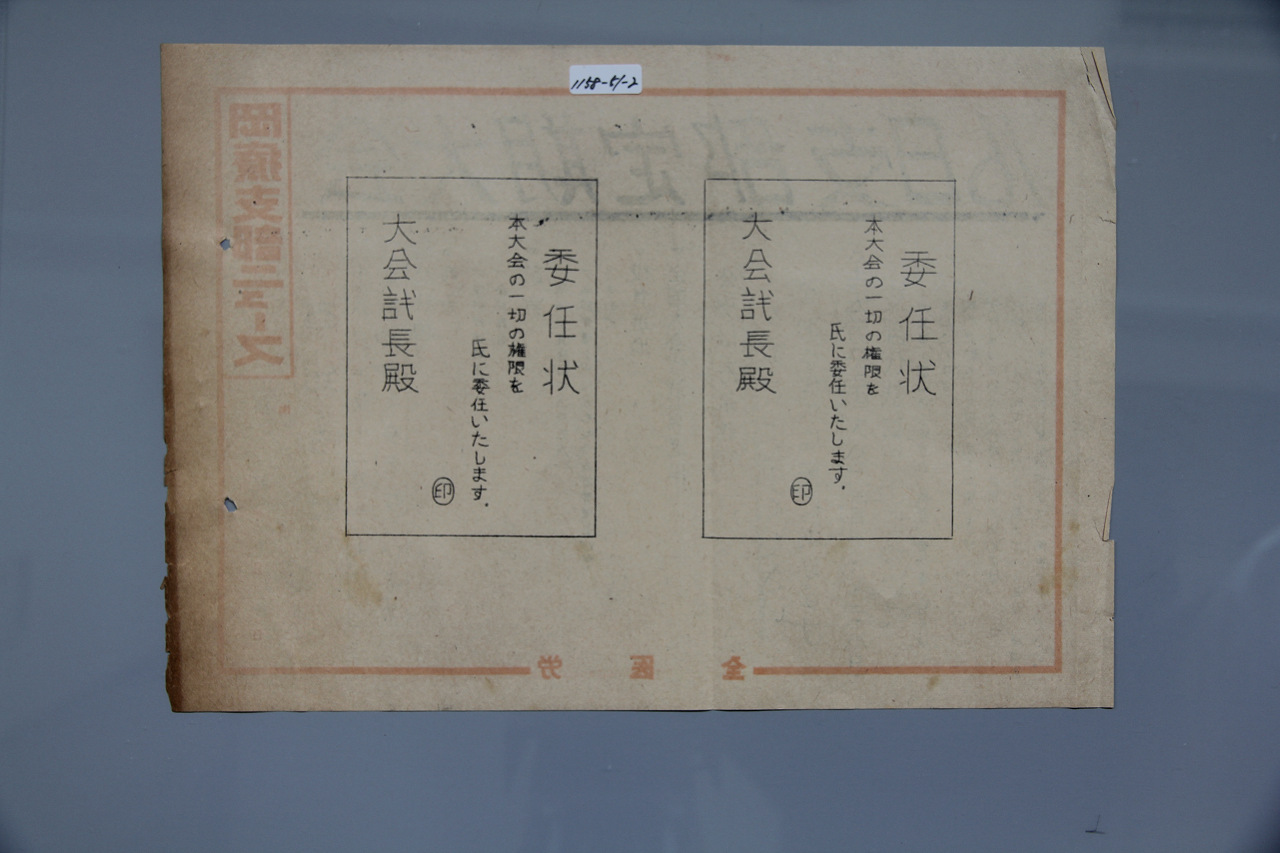 1158-51-2
委任状
本大会の一切の権限を
氏に委任いたします.
印
大会議長殿
委任状
本大会の一切の権限を
氏に委任いたします.
印
大会議長殿
岡療支部ニュース
全医労